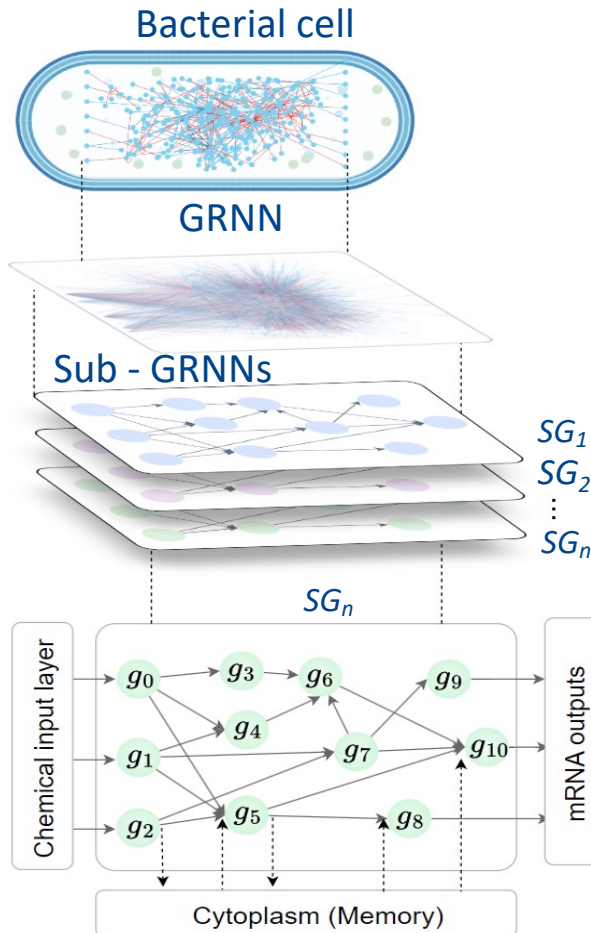 Bacterial cell
GRNN
Sub - GRNNs
SG1
SG2
⋮
SGn
SGn
Chemical input layer
g0
g3
g6
g9
g4
g1
g7
g10
g2
g5
g8
mRNA outputs
Cytoplasm (Memory)